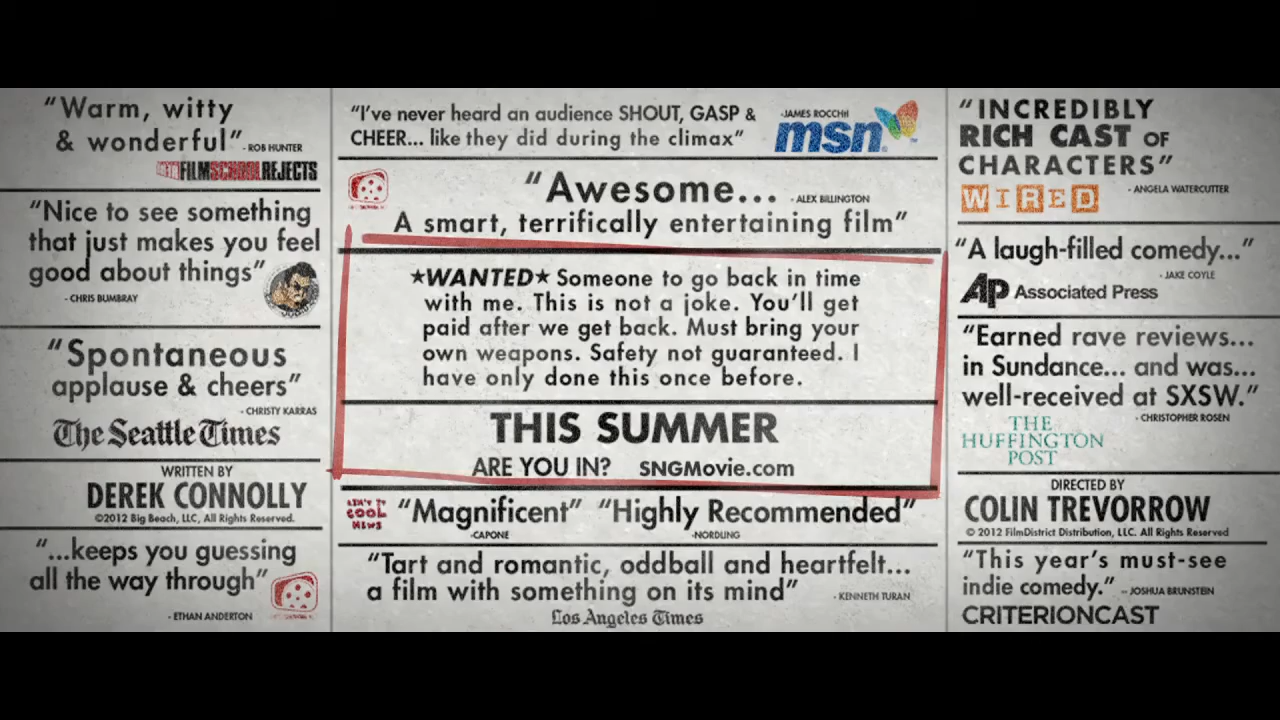 “Warm, witty
& wonderful” - ROB HUNTER
FILMSCHOOLREJECTS
“Nice to see something
that just makes you feel
good about things”
- CHRIS BUMBRAY
“Spontaneous
applause & cheers”
- CHRISTY KARRAS
The Seattle Times
WRITTEN BY
DEREK CONNOLLY
©2012 Big Beach, LLC, All Rights Reserved.
“...keeps you guessing
all the way through”
- ETHAN ANDERTON
“I’ve never heard an audience SHOUT, GASP &
CHEER... like they did during the climax”
-JAMES ROCCHI
msn
“Awesome... - ALEX BILLINGTON
A smart, terrifically entertaining film”
★WANTED★ Someone to go back in time
with me. This is not a joke. You’ll get
paid after we get back. Must bring your
own weapons. Safety not guaranteed. I
have only done this once before.
THIS SUMMER
ARE YOU IN? SNGMovie.com
AIN'T IT
COOL
NEWS
“Magnificent” “Highly Recommended”
-CAPONE -NORDLING
“Tart and romantic, oddball and heartfelt...
a film with something on its mind” - KENNETH TURAN
Los Angeles Times
“INCREDIBLY
RICH CAST OF
CHARACTERS”
- ANGELA WATERCUTTER
WIRED
“A laugh-filled comedy...”
- JAKE COYLE
AP Associated Press
“Earned rave reviews...
in Sundance... and was...
well-received at SXSW.”
- CHRISTOPHER ROSEN
THE
HUFFINGTON
POST
DIRECTED BY
COLIN TREVORROW
© 2012 FilmDistrict Distribution, LLC. All Rights Reserved
“This year’s must-see
indie comedy.” - JOSHUA BRUNSTEIN
CRITERIONCAST